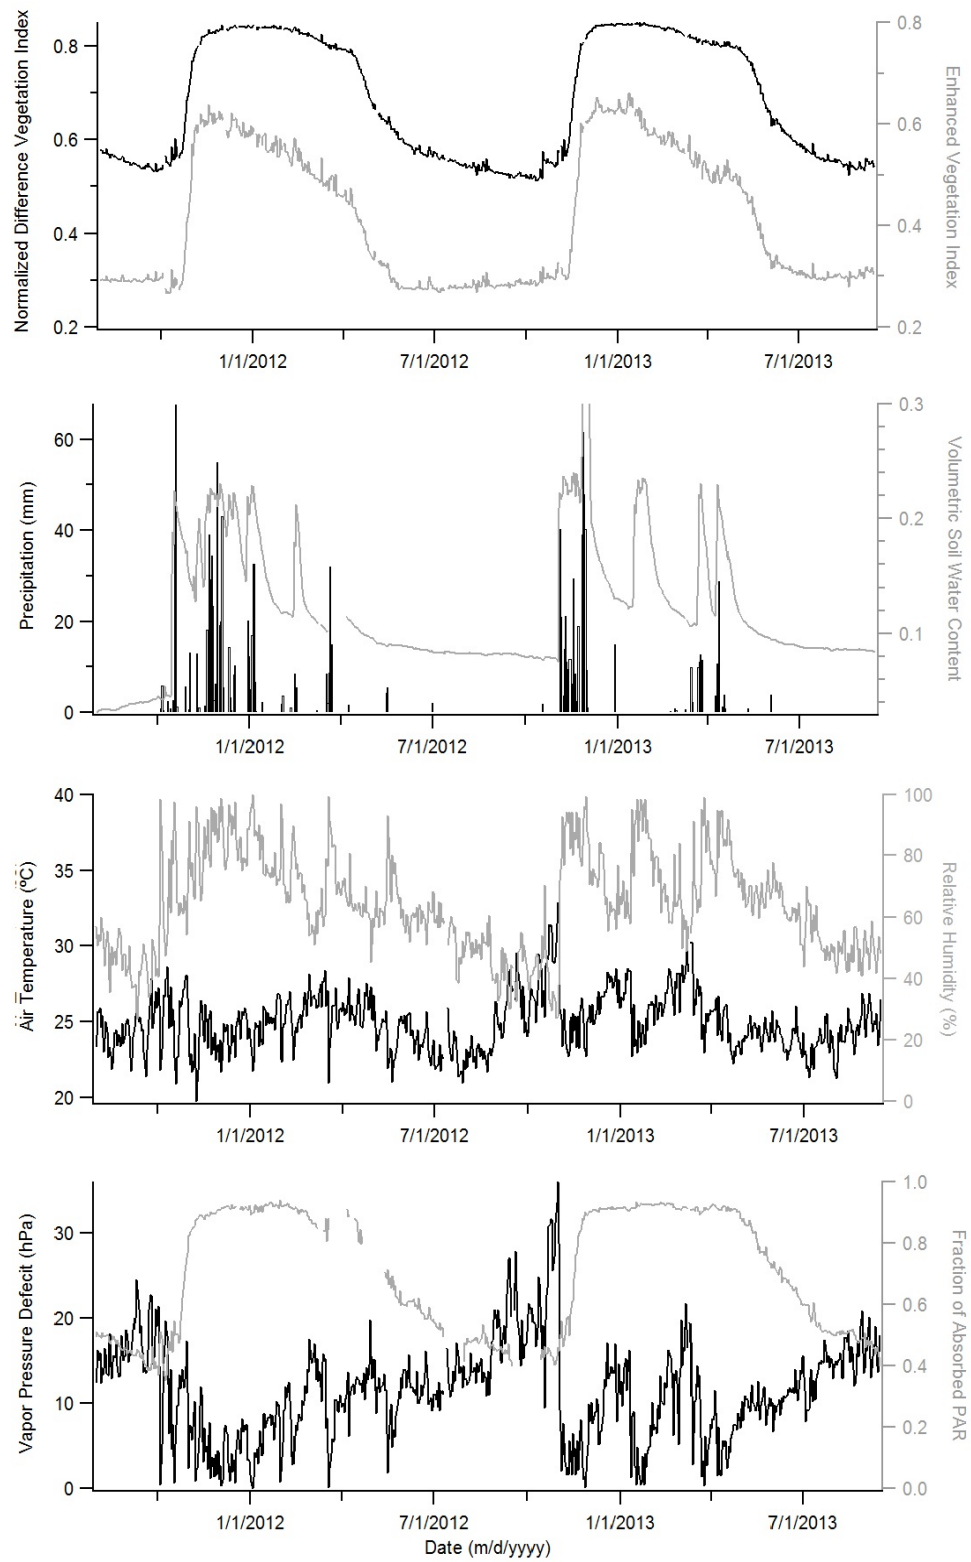 Normalized Difference Vegetation Index
0.8
0.6
0.4
0.2
0.8
0.6
0.4
0.2
Enhanced Vegetation Index
1/1/2012 7/1/2012 1/1/2013 7/1/2013
Precipitation (mm)
60
40
20
0
0.3
0.2
0.1
Volumetric Soil Water Content
1/1/2012 7/1/2012 1/1/2013 7/1/2013
Air Temperature (ºC)
40
35
30
25
20
100
80
60
40
20
0
Relative Humidity (%)
1/1/2012 7/1/2012 1/1/2013 7/1/2013
Vapor Pressure Defecit (hPa)
30
20
10
0
1.0
0.8
0.6
0.4
0.2
0.0
Fraction of Absorbed PAR
1/1/2012 7/1/2012 1/1/2013 7/1/2013
Date (m/d/yyyy)